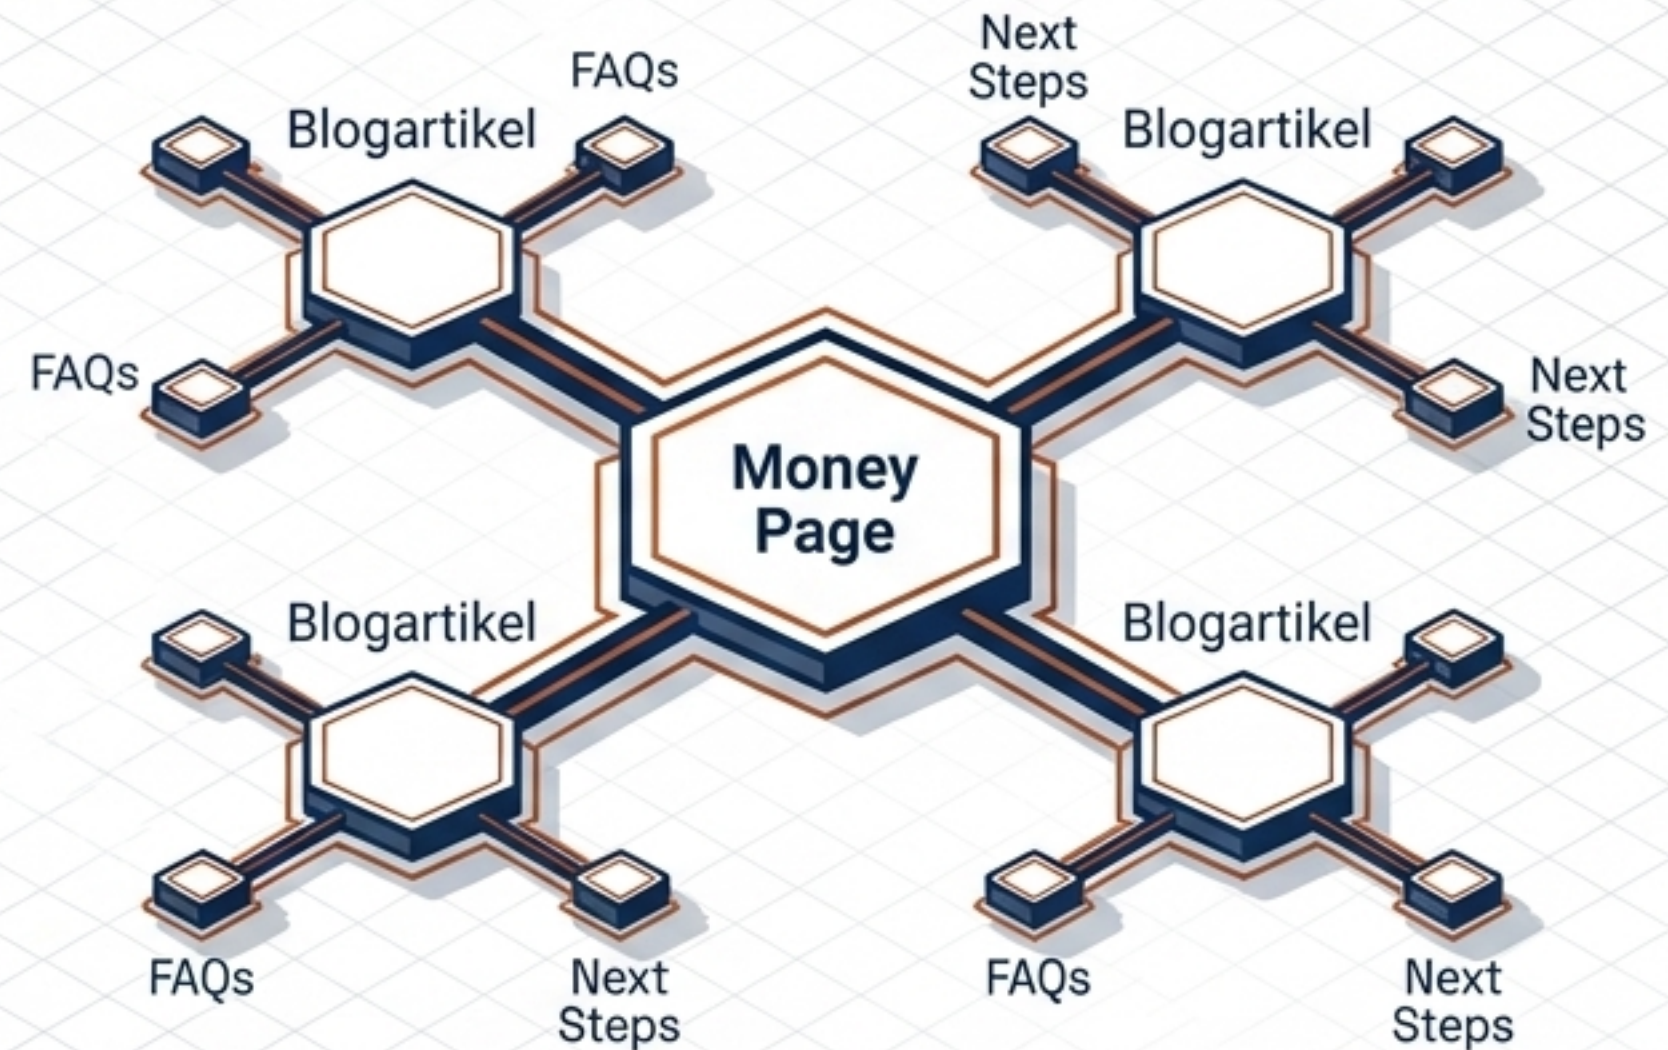 FAQs
Next
Steps
Blogartikel
Blogartikel
FAQs
Next
Steps
Money
Page
Blogartikel
Blogartikel
FAQs
Next
Steps
FAQs
Next
Steps